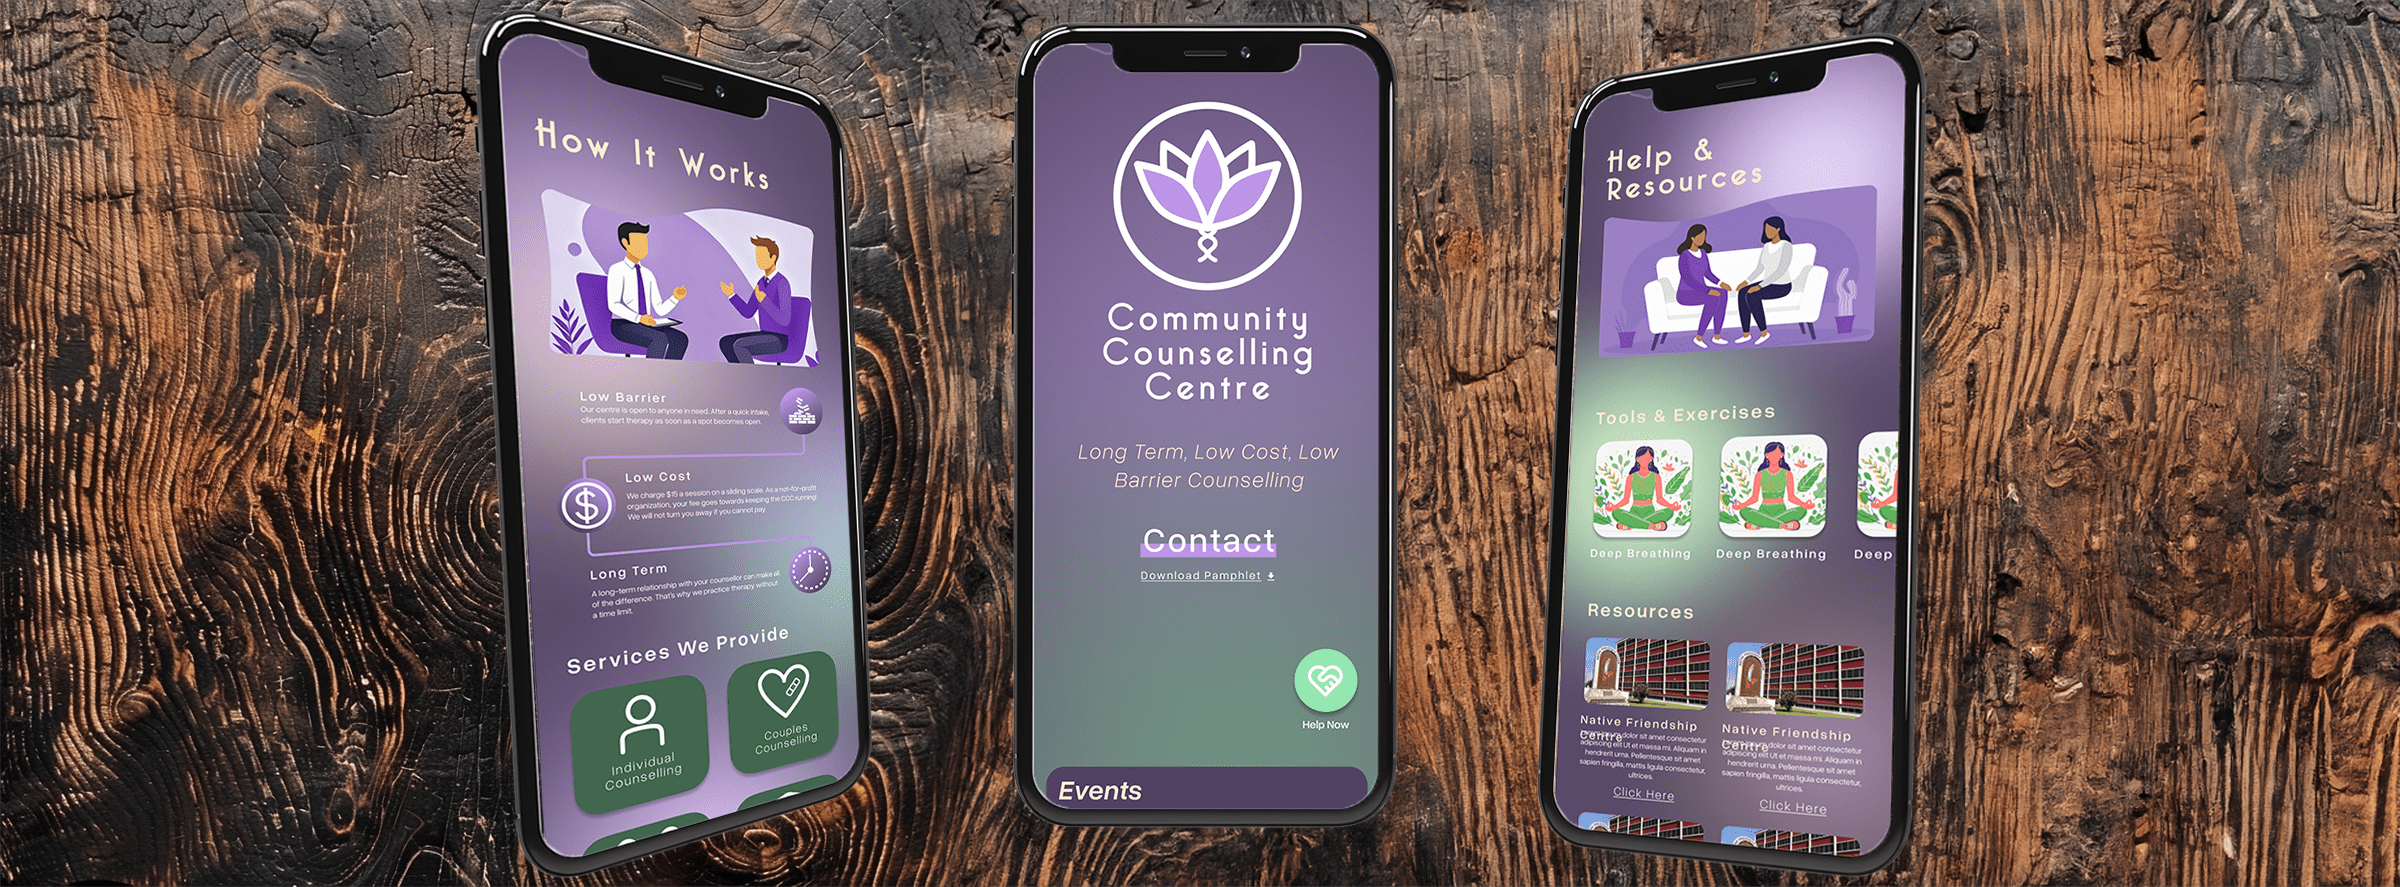 How It Works
Low Barrier
Our centre is open to anyone in need. After a quick intake,
clients start therapy as soon as a spot becomes open.
Low Cost
We charge $15 a session on a sliding scale. As a not-for-profit
organization, your fee goes towards keeping the CCC running!
We will not turn you away if you cannot pay.
Long Term
A long-term relationship with your counsellor can make all
of the difference. That's why we practice therapy without
a time limit.
Services We Provide
Individual
Counselling
Couples
Counselling
Community
Counselling
Centre
Long Term, Low Cost, Low
Barrier Counselling
Contact
Download Pamphlet
Help Now
Events
Help &
Resources
Tools & Exercises
Deep Breathing
Deep Breathing
Deep
Resources
Native Friendship
Centre
dolor sit amet consectetur
adipiscing elit Ut et massa mi. Aliquam in
hendrerit urna. Pellentesque sit amet
sapien fringilla, mattis ligula consectetur,
ultrices.
Click Here
Native Friendship
Centre
dolor sit amet consectetur
adipiscing elit Ut et massa mi. Aliquam in
hendrerit urna. Pellentesque sit amet
sapien fringilla, mattis ligula consectetur,
ultrices.
Click Here